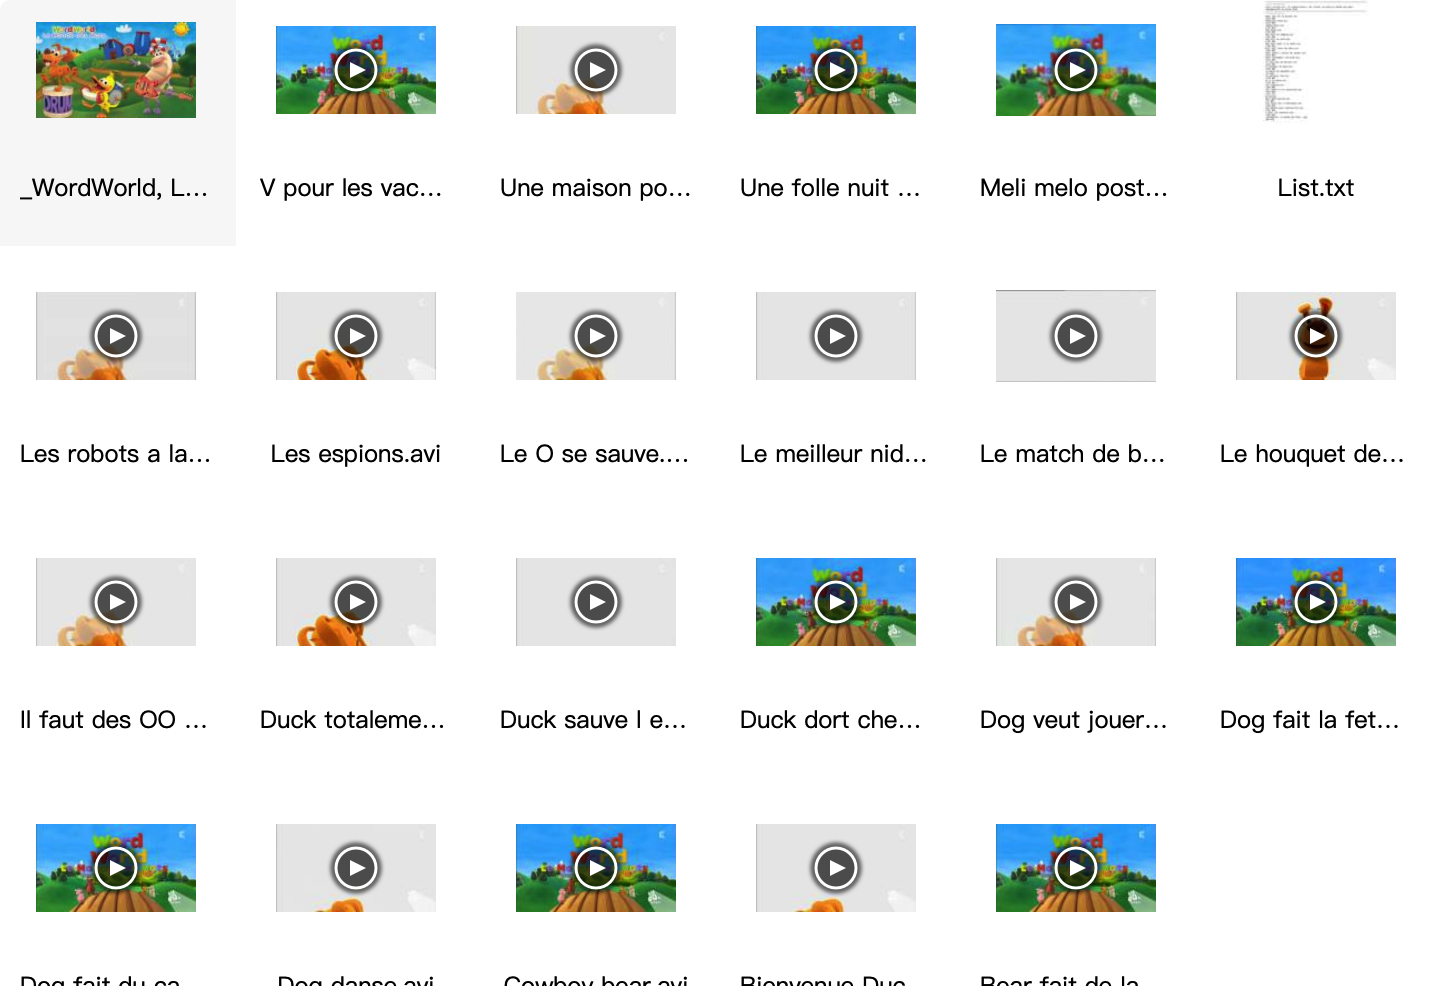 _WordWorld, L...
V pour les vac...
Une maison po...
Une folle nuit ...
Meli melo post...
List.txt
Les robots a la...
Les espions.avi
Le O se sauve....
Le meilleur nid...
Le match de b...
Le houquet de...
Il faut des OO ...
Duck totaleme...
Duck sauve l e...
Duck dort che...
Dog veut jouer...
Dog fait la fet...
Dog fait du ca...
Dog danse.avi
Cowboy bear.avi
Bienvenue Duc...
Bear fait de la...